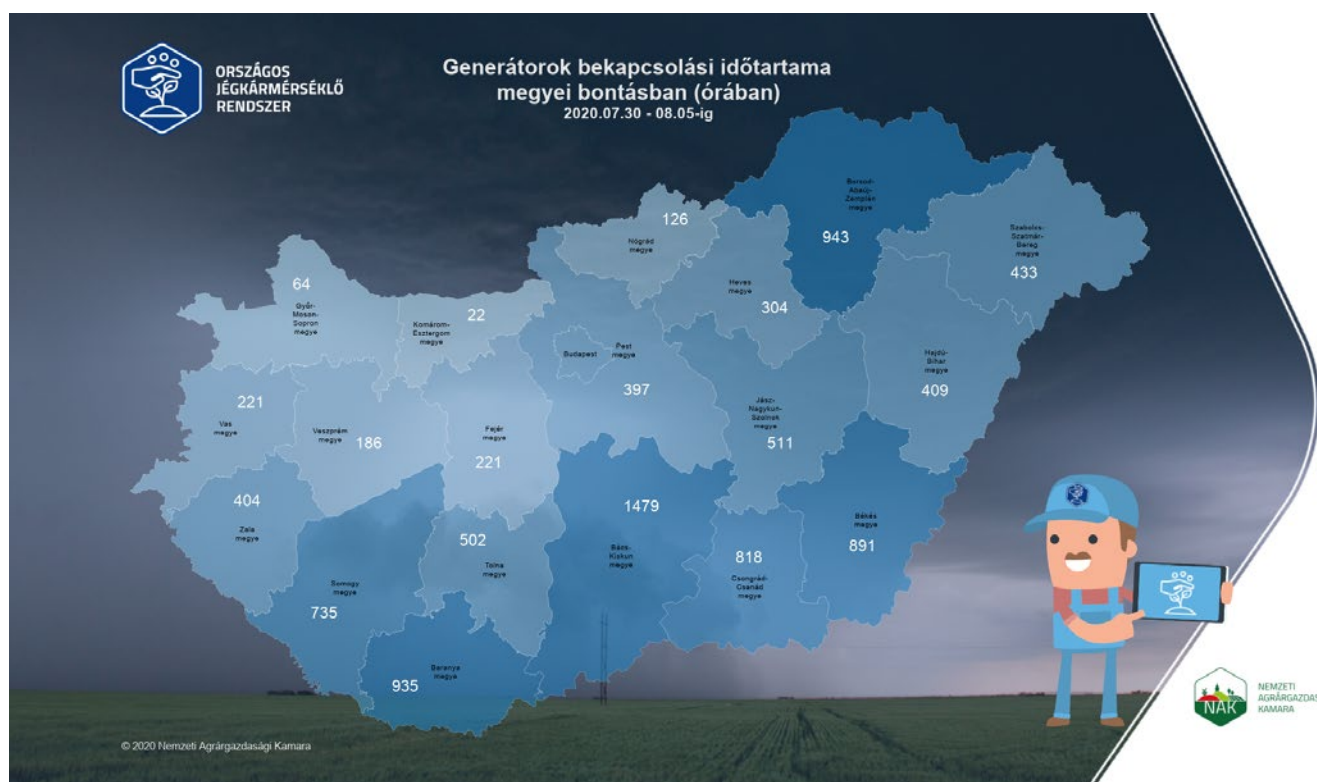 ORSZÁGOS
JÉGKÁRMÉRSÉKLŐ
RENDSZER
Generátorok bekapcsolási időtartama
megyei bontásban (órában)
2020.07.30 - 08.05-ig
Borsod-
Abaúj-
Zemplén
megye
943
126
Nógrád
megye
Szabolcs-
Szatmár-
Bereg
megye
433
64
Győr-
Moson-
Sopron
megye
22
Komárom-
Esztergom
megye
Heves
megye
304
Budapest
Pest
megye
397
Hajdú-
Bihar
megye
409
221
Vas
megye
Veszprém
megye
186
Fejér
megye
221
Jász-
Nagykun-
Szolnok
megye
511
404
Zala
megye
1479
Bács-
Kiskun
megye
Békés
megye
891
502
Tolna
megye
818
Csongrád-
Csanád
megye
Somogy
megye
735
Baranya
megye
935
NAK
NEMZETI
AGRÁRGAZDAS
KAMARA
© 2020 Nemzeti Agrárgazdasági Kamara